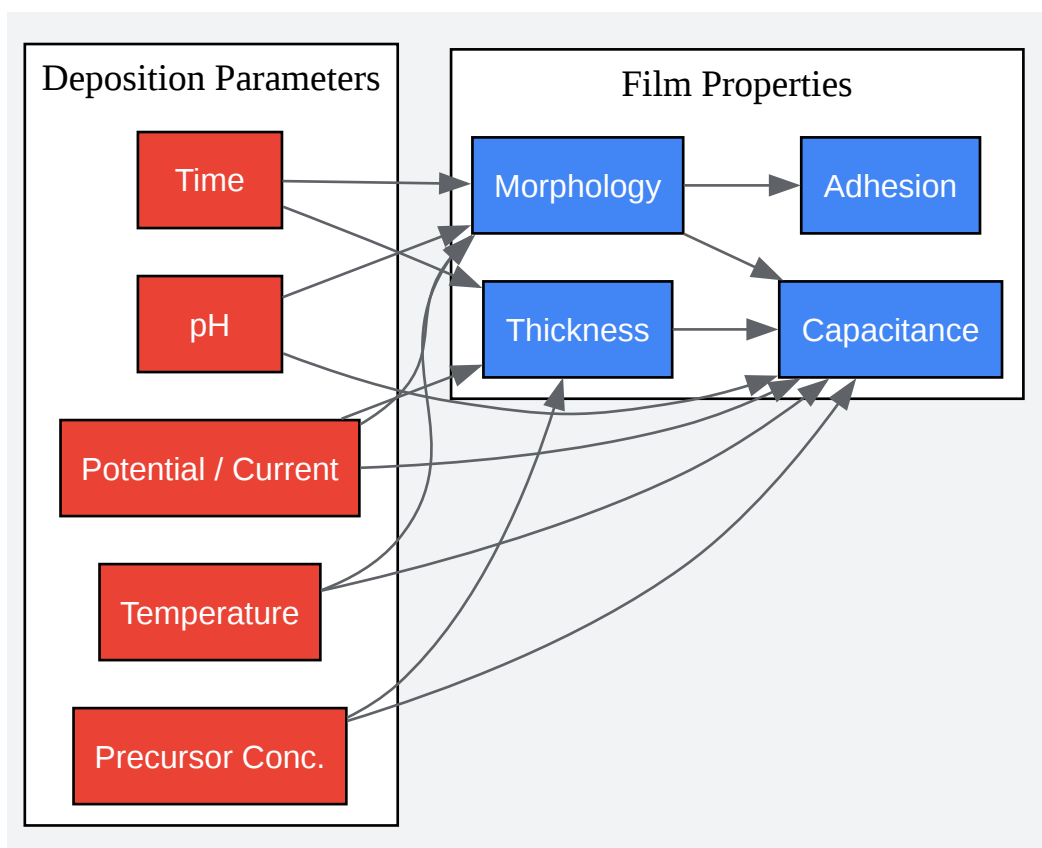 Deposition Parameters
Time
pH
Potential / Current
Temperature
Precursor Conc.
Film Properties
Morphology
Adhesion
Thickness
Capacitance